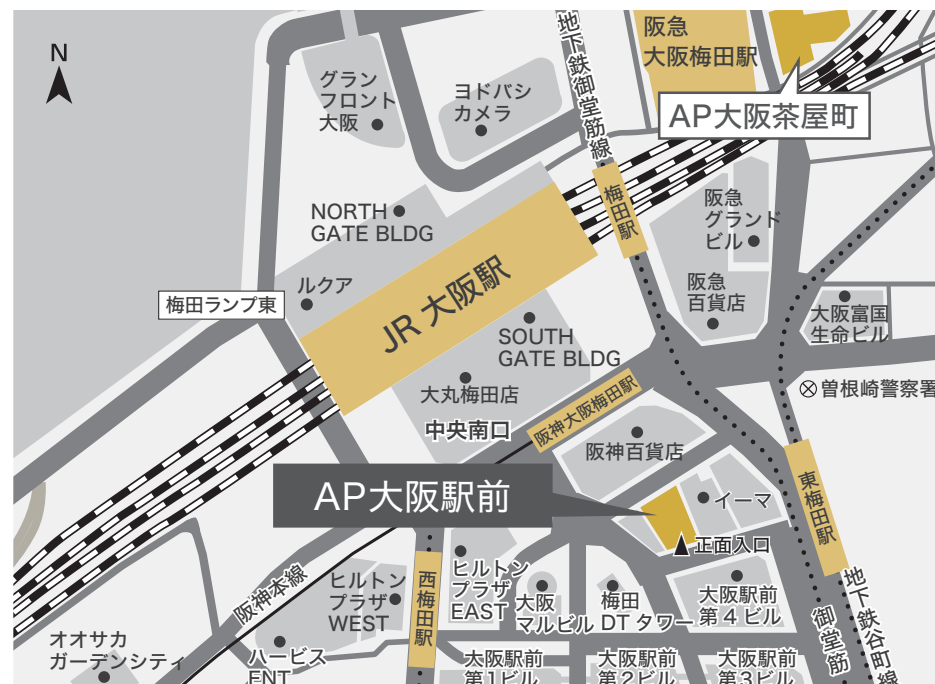 N
グラン
フロント
大阪
ヨドバシ
カメラ
地下鉄御堂筋線
阪急
大阪梅田駅
AP大阪茶屋町
梅田駅
阪急
グランド
ビル
NORTH
GATE BLDG
ルクア
梅田ランプ東
JR 大阪駅
阪急
百貨店
大阪富国
生命ビル
SOUTH
GATE BLDG
大丸梅田店
中央南口
阪神大阪梅田駅
曽根崎警察署
阪神百貨店
AP大阪駅前
イーマ
正面入口
東梅田駅
阪神本線
ヒルトン
プラザ
WEST
西梅田駅
ヒルトン
プラザ
EAST
大阪
マルビル
梅田
DTタワー
大阪駅前
第4ビル
御堂筋
地下鉄谷町線
オオサカ
ガーデンシティ
ハービス
ENT
大阪駅前
第1ビル
大阪駅前
第2ビル
大阪駅前
第3ビル